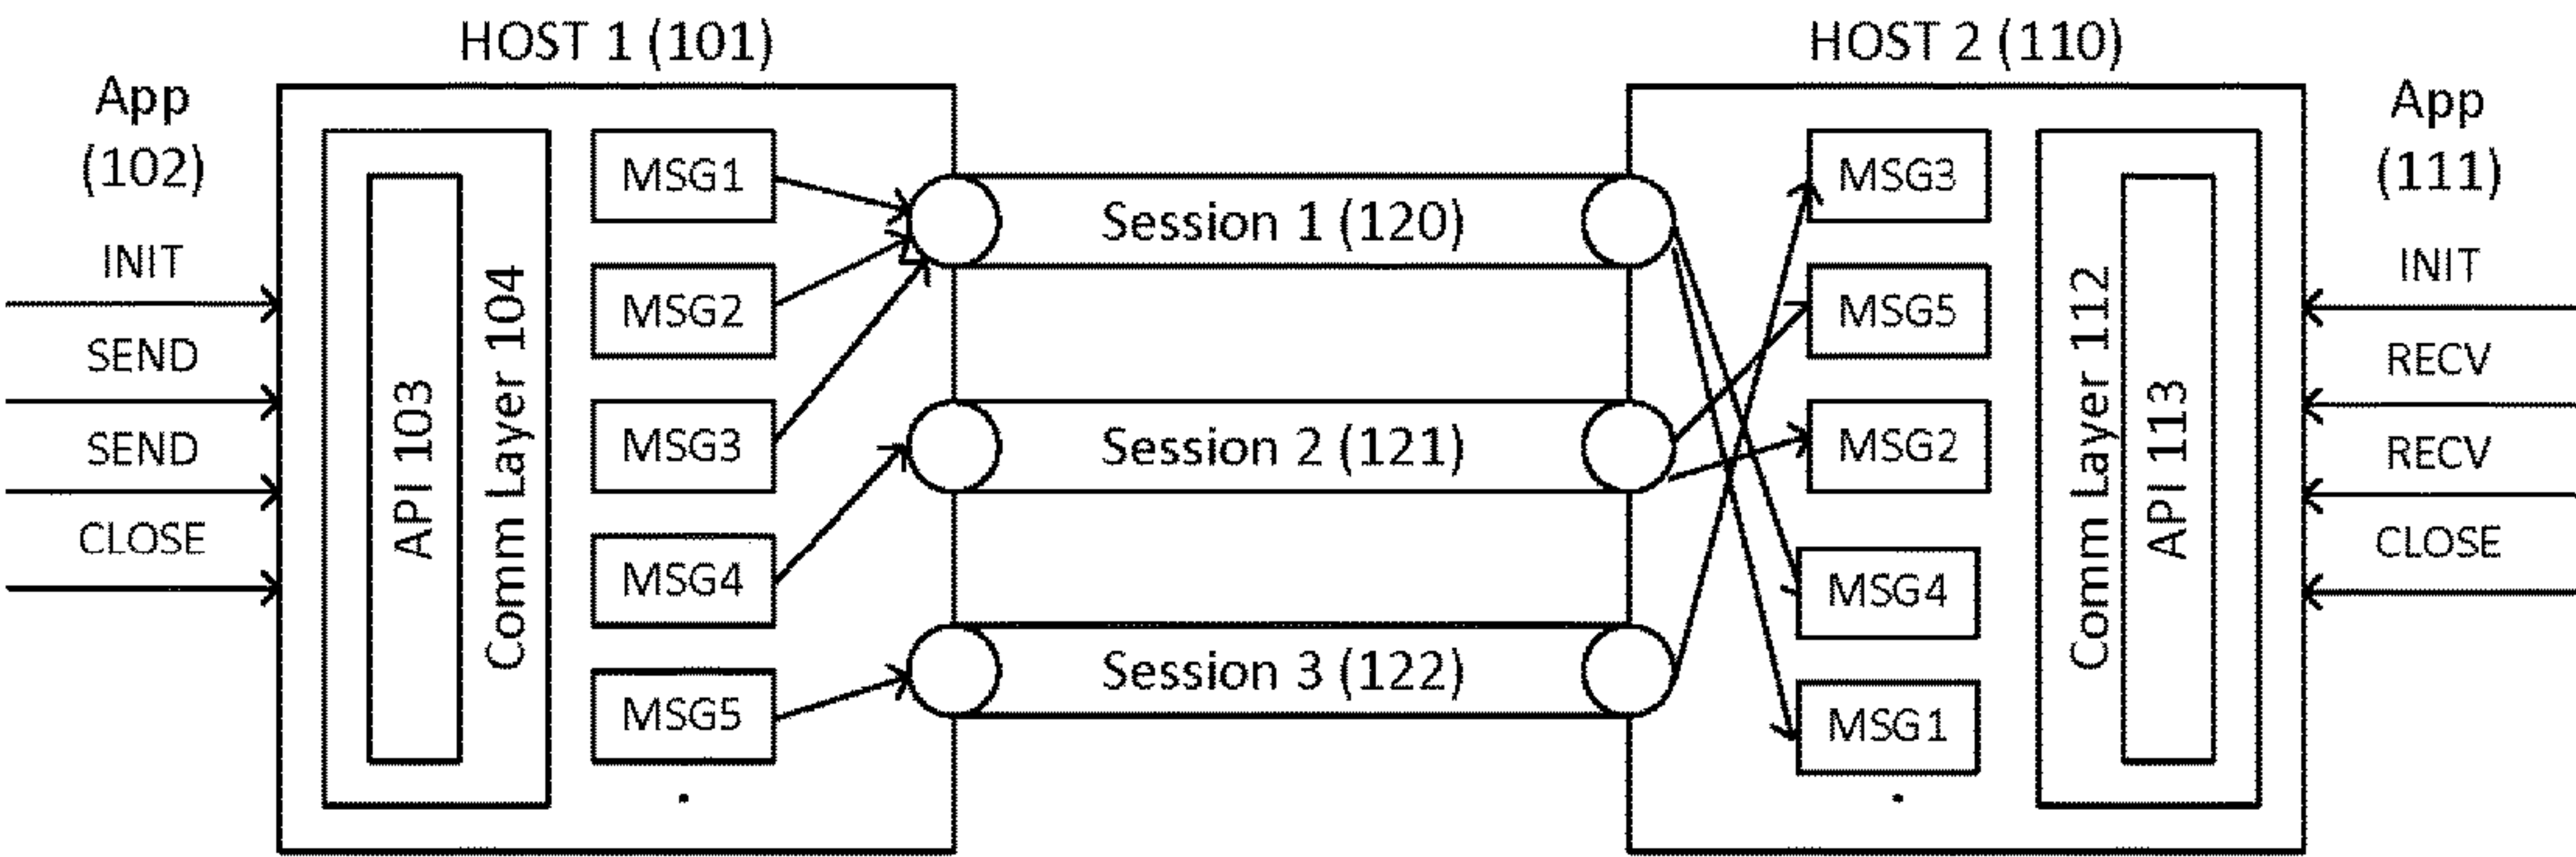 HOST 1 (101)
HOST 2 (110)
App
(102)
INIT
SEND
SEND
CLOSE
API 103
Comm Layer 104
MSG1
MSG2
MSG3
MSG4
MSG5
Session 1 (120)
Session 2 (121)
Session 3 (122)
MSG3
MSG5
MSG2
MSG4
MSG1
Comm Layer 112
API 113
App
(111)
INIT
RECV
RECV
CLOSE